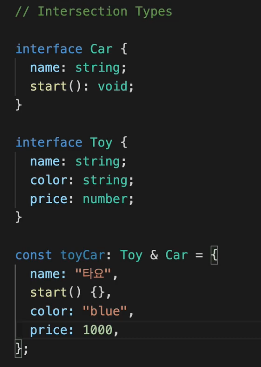 // Intersection Types
interface Car {
name: string;
start(): void;
}
interface Toy {
name: string;
color: string;
price: number;
}
const toyCar: Toy & Car = {
name: "타요",
start() {},
color: "blue",
price: 1000,
};